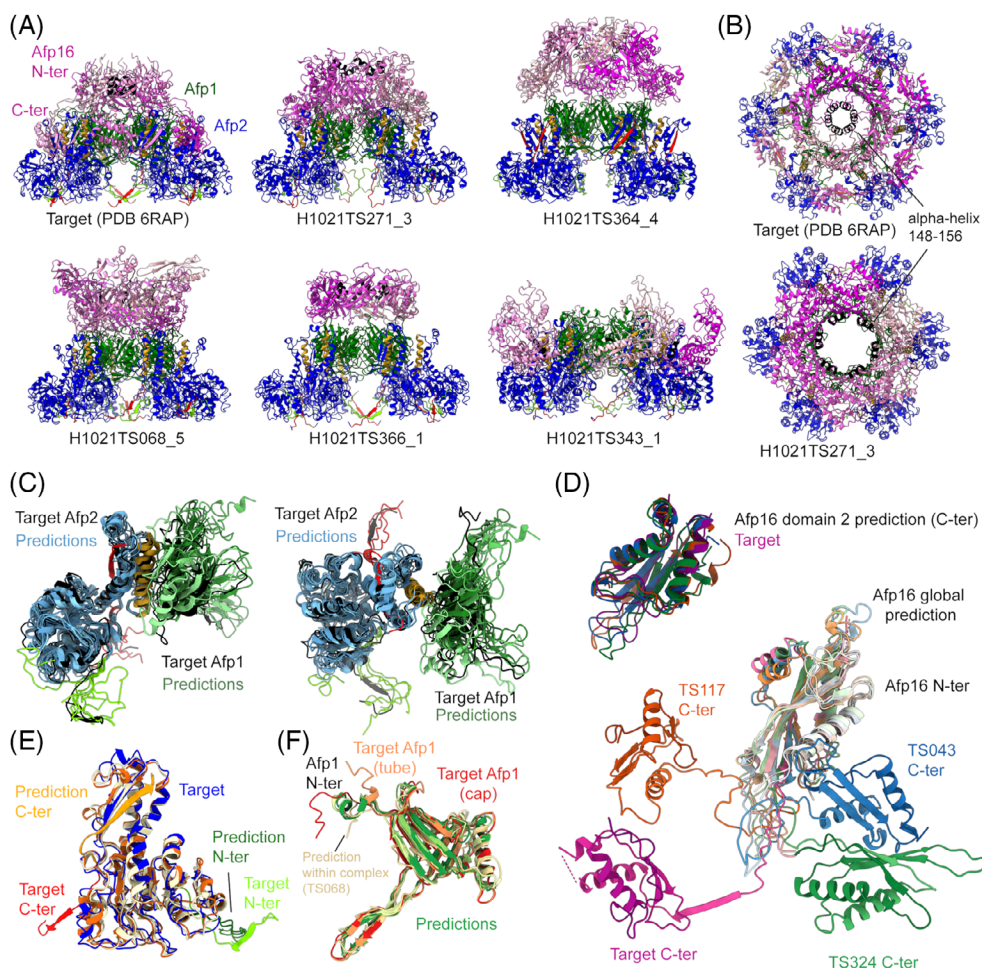 (A)
Afp16
N-ter
C-ter
Afp1
Afp2
Target (PDB 6RAP)
H1021TS271_3
H1021TS364_4
H1021TS068_5
H1021TS366_1
H1021TS343_1
(B)
Target (PDB 6RAP)
alpha-helix
148-156
H1021TS271_3
(C)
Target Afp2
Predictions
Target Afp1
Predictions
Target Afp2
Predictions
Target Afp1
Predictions
(D)
Afp16 domain 2 prediction (C-ter)
Target
Afp16 global
prediction
Afp16 N-ter
TS117
C-ter
TS043
C-ter
Target C-ter
TS324 C-ter
(E)
Prediction
C-ter
Target
Prediction
N-ter
Target
N-ter
Target
C-ter
(F)
Afp1
N-ter
Target Afp1
(tube)
Target Afp1
(cap)
Prediction
within complex
(TS068)
Predictions